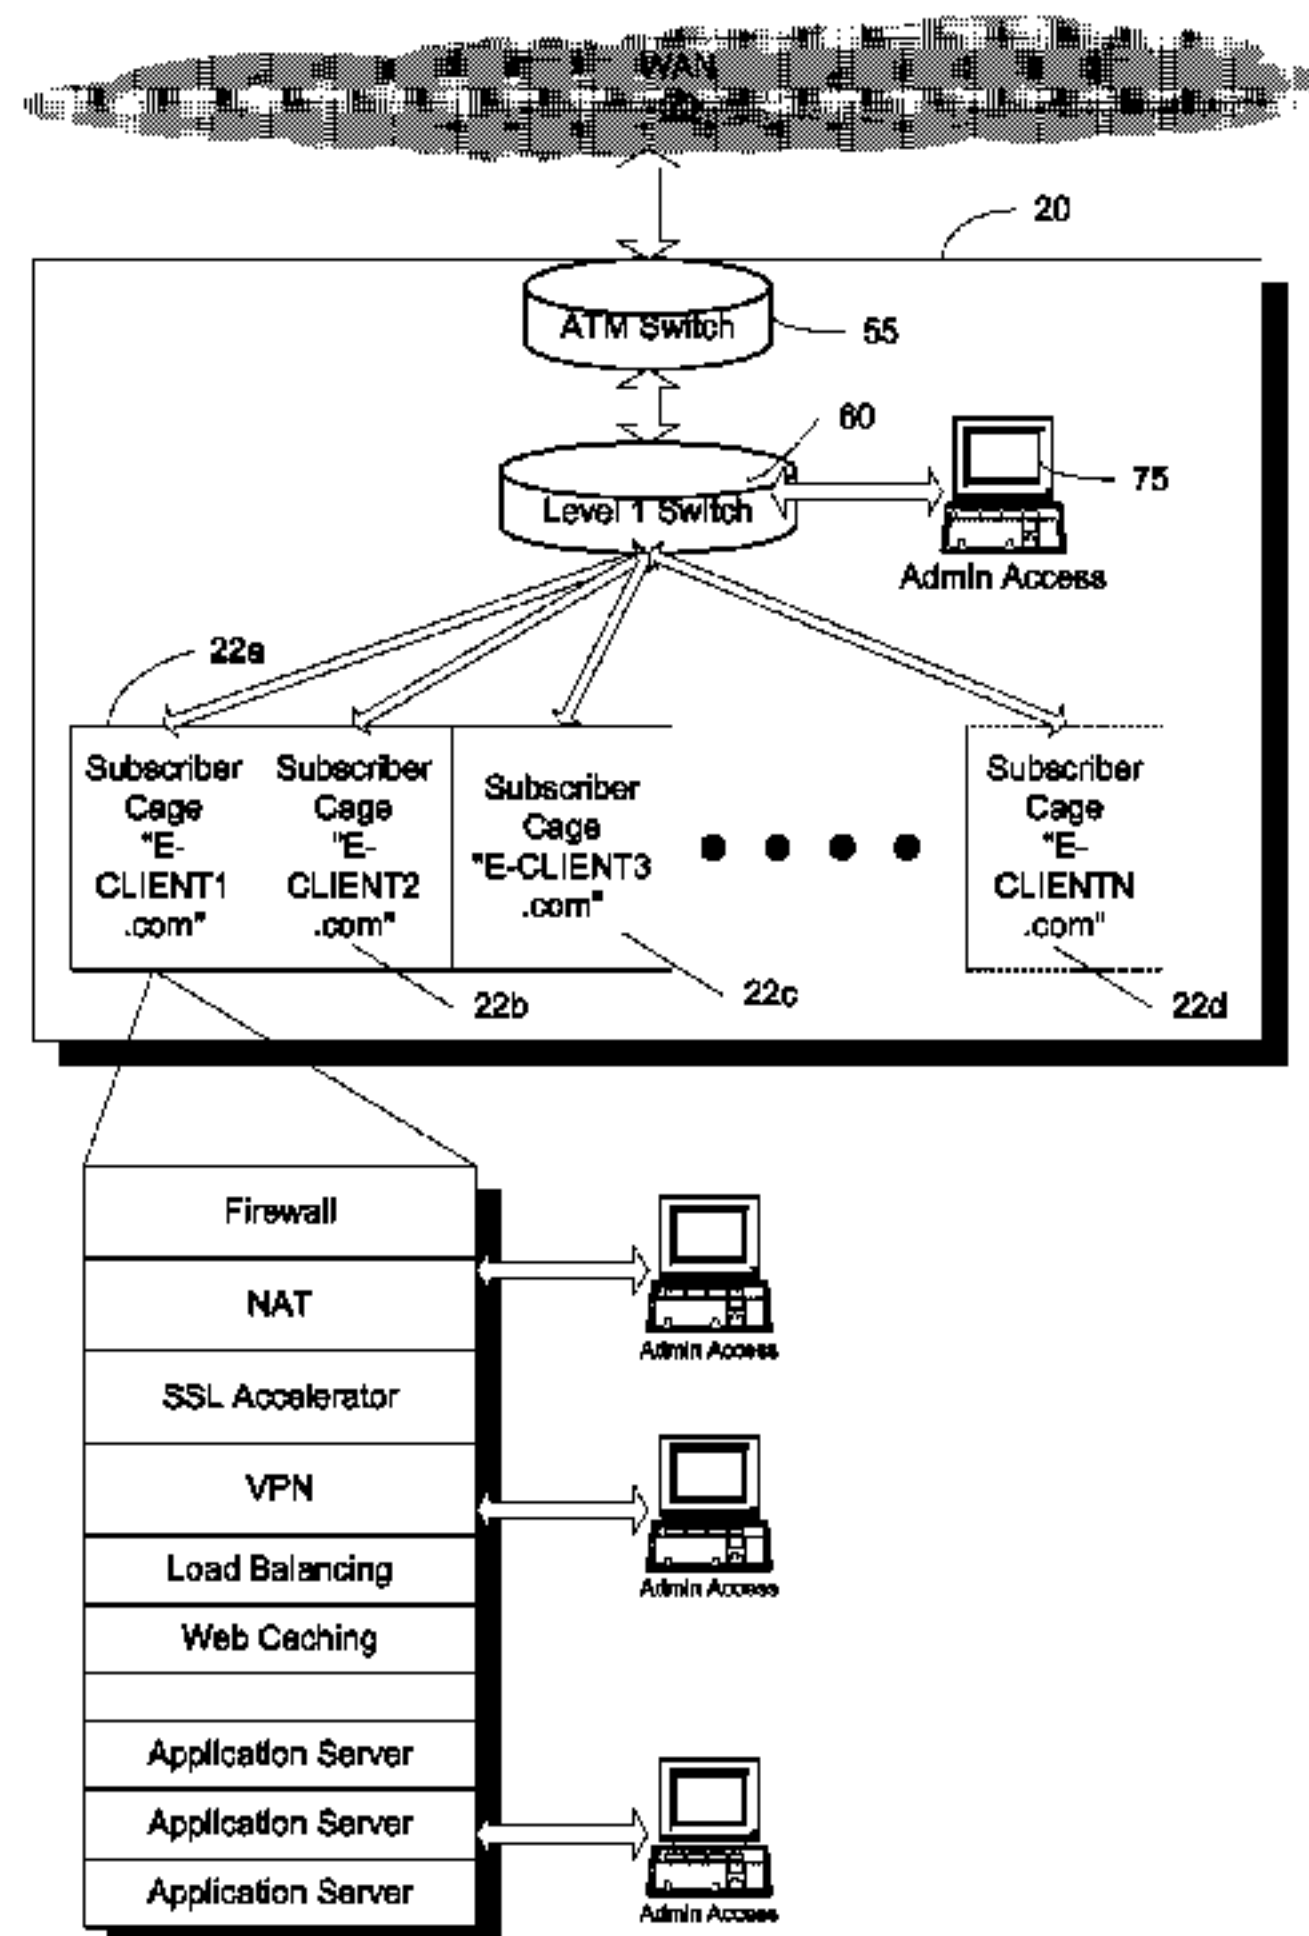 WAN
20
ATM Switch
55
60
75
Level 1 Switch
Admin Access
22a
Subscriber
Cage
"E-
CLIENT1
.com"
Subscriber
Cage
"E-
CLIENT2
.com"
Subscriber
Cage
"E-CLIENT3
.com"
Subscriber
Cage
"E-
CLIENTN
.com"
22b
22c
22d
Firewall
NAT
Admin Access
SSL Accelerator
VPN
Load Balancing
Admin Access
Web Caching
Application Server
Application Server
Application Server
Admin Access